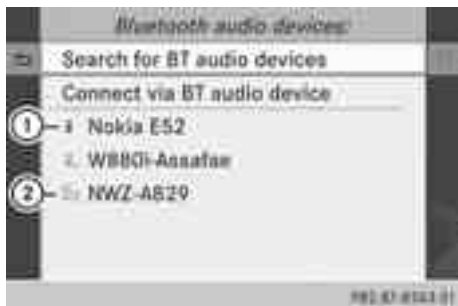 Bluetooth audio devices:
Search for BT audio devices
Connect via BT audio device
1 Nokia E52
W880i-Assafse
2 NWZ-A829